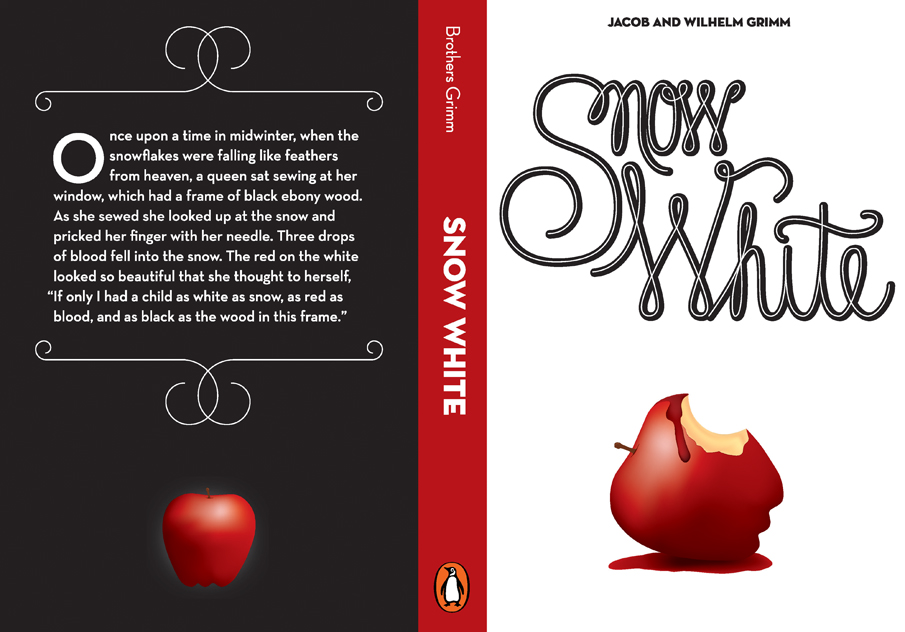 Once upon a time in midwinter, when the
snowflakes were falling like feathers
from heaven, a queen sat sewing at her
window, which had a frame of black ebony wood.
As she sewed she looked up at the snow and
pricked her finger with her needle. Three drops
of blood fell into the snow. The red on the white
looked so beautiful that she thought to herself,
“If only I had a child as white as snow, as red as
blood, and as black as the wood in this frame.”
Brothers Grimm
SNOW WHITE
JACOB AND WILHELM GRIMM
Snow
White